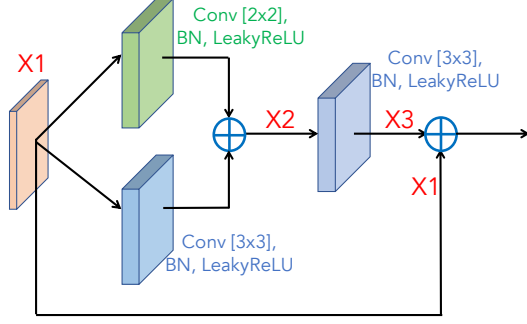 Conv [2x2],
BN, LeakyReLU
X1
Conv [3x3],
BN, LeakyReLU
X2
X3
X1
Conv [3x3],
BN, LeakyReLU